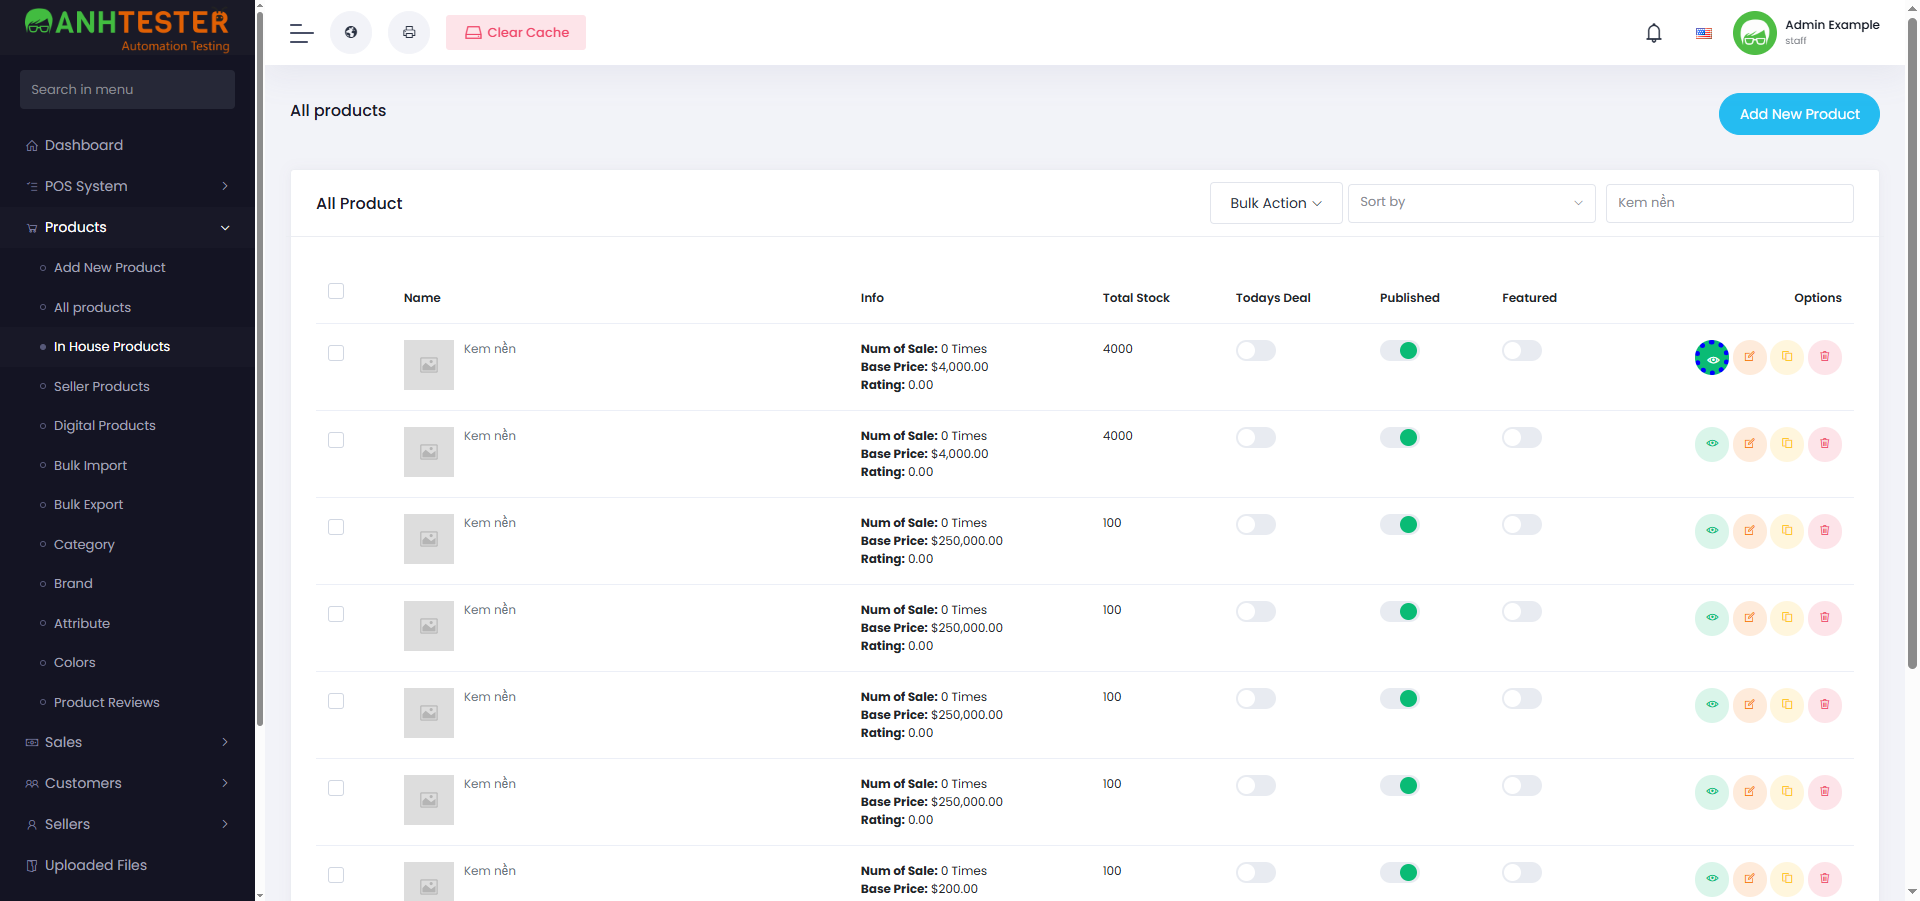 ANHTESTER
Automation Testing
Search in menu
Dashboard
POS System
Products
Add New Product
All products
In House Products
Seller Products
Digital Products
Bulk Import
Bulk Export
Category
Brand
Attribute
Colors
Product Reviews
Sales
Customers
Sellers
Uploaded Files
Clear Cache
Admin Example
staff
All products
Add New Product
All Product
Bulk Action
Sort by
Kem nền
Name Info Total Stock Todays Deal Published Featured Options
Kem nền Num of Sale: 0 Times 4000
Base Price: $4,000.00
Rating: 0.00
Kem nền Num of Sale: 0 Times 4000
Base Price: $4,000.00
Rating: 0.00
Kem nền Num of Sale: 0 Times 100
Base Price: $250,000.00
Rating: 0.00
Kem nền Num of Sale: 0 Times 100
Base Price: $250,000.00
Rating: 0.00
Kem nền Num of Sale: 0 Times 100
Base Price: $250,000.00
Rating: 0.00
Kem nền Num of Sale: 0 Times 100
Base Price: $250,000.00
Rating: 0.00
Kem nền Num of Sale: 0 Times 100
Base Price: $200.00